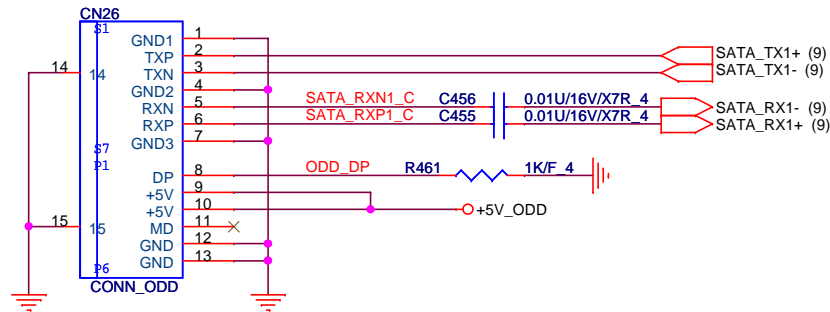 CN26
S1
GND1 1
TXP 2 SATA_TX1+ (9)
14 14 TXN 3 SATA_TX1- (9)
GND2 4
RXN 5 SATA_RXN1_C C456 0.01U/16V/X7R_4 SATA_RX1- (9)
RXP 6 SATA_RXP1_C C455 0.01U/16V/X7R_4 SATA_RX1+ (9)
GND3 7
S7
P1
DP 8 ODD_DP R461 1K/F_4
+5V 9
+5V 10 +5V_ODD
15 15 MD 11
GND 12
GND 13
P6
CONN_ODD